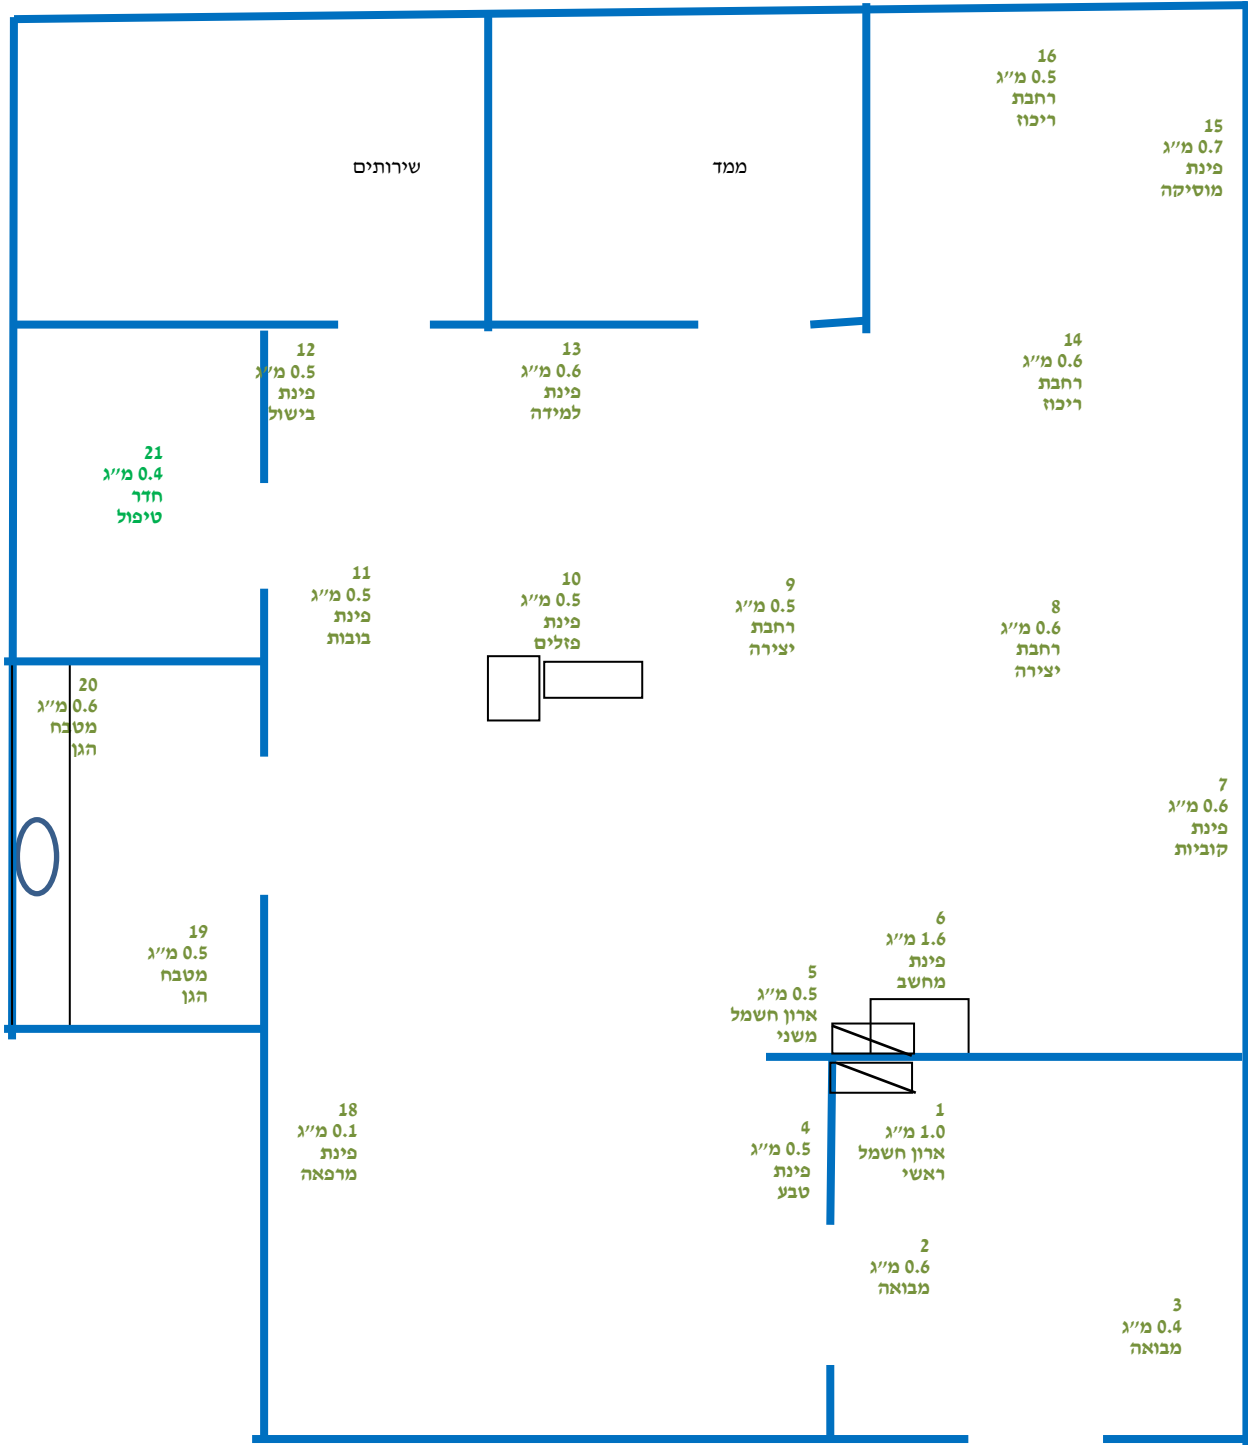 16
0.5 מ״ג
רחבת
ריכוז
15
0.7 מ״ג
פינת
מוסיקה
ממד
שירותים
14
0.6 מ״ג
רחבת
ריכוז
13
0.6 מ״ג
פינת
למידה
12
0.5 מ״ג
פינת
בישול
21
0.4 מ״ג
חדר
טיפול
8
0.6 מ״ג
רחבת
יצירה
9
0.5 מ״ג
רחבת
יצירה
10
0.5 מ״ג
פינת
פזלים
11
0.5 מ״ג
פינת
בובות
20
0.6 מ״ג
מטבח
הגן
7
0.6 מ״ג
פינת
קוביות
6
1.6 מ״ג
פינת
מחשב
5
0.5 מ״ג
ארון חשמל
משני
19
0.5 מ״ג
מטבח
הגן
1
1.0 מ״ג
ארון חשמל
ראשי
4
0.5 מ״ג
פינת
טבע
18
0.1 מ״ג
פינת
מרפאה
2
0.6 מ״ג
מבואה
3
0.4 מ״ג
מבואה